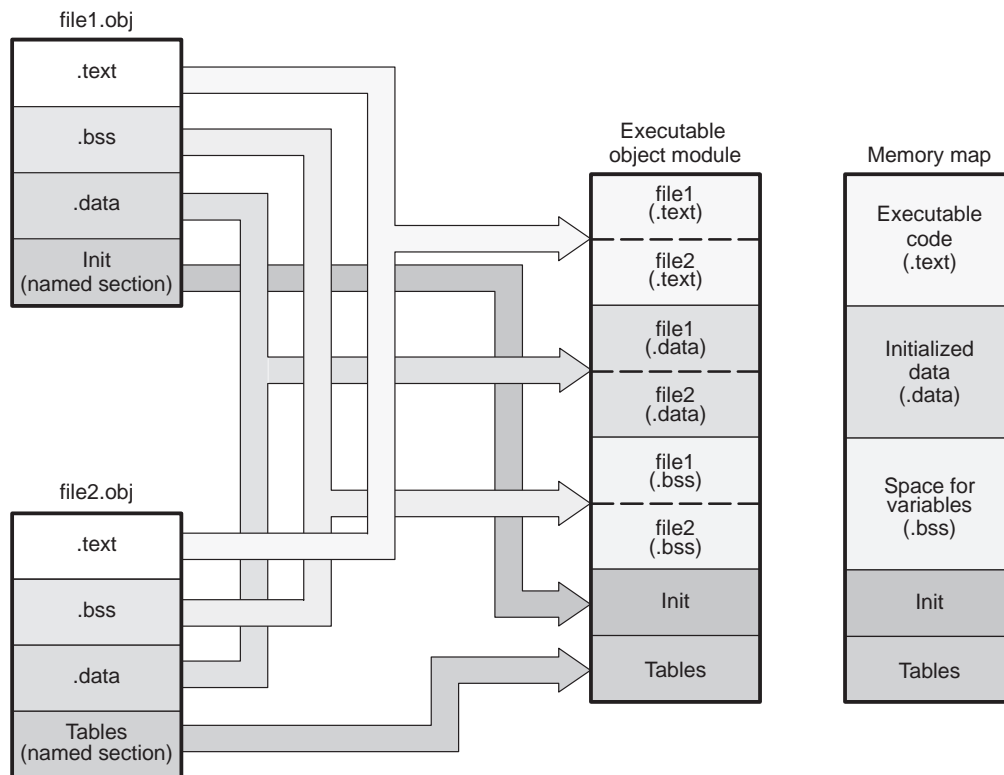 file1.obj
.text
.bss
.data
Init
(named section)
file2.obj
.text
.bss
.data
Tables
(named section)
Executable
object module
file1
(.text)
file2
(.text)
file1
(.data)
file2
(.data)
file1
(.bss)
file2
(.bss)
Init
Tables
Memory map
Executable
code
(.text)
Initialized
data
(.data)
Space for
variables
(.bss)
Init
Tables